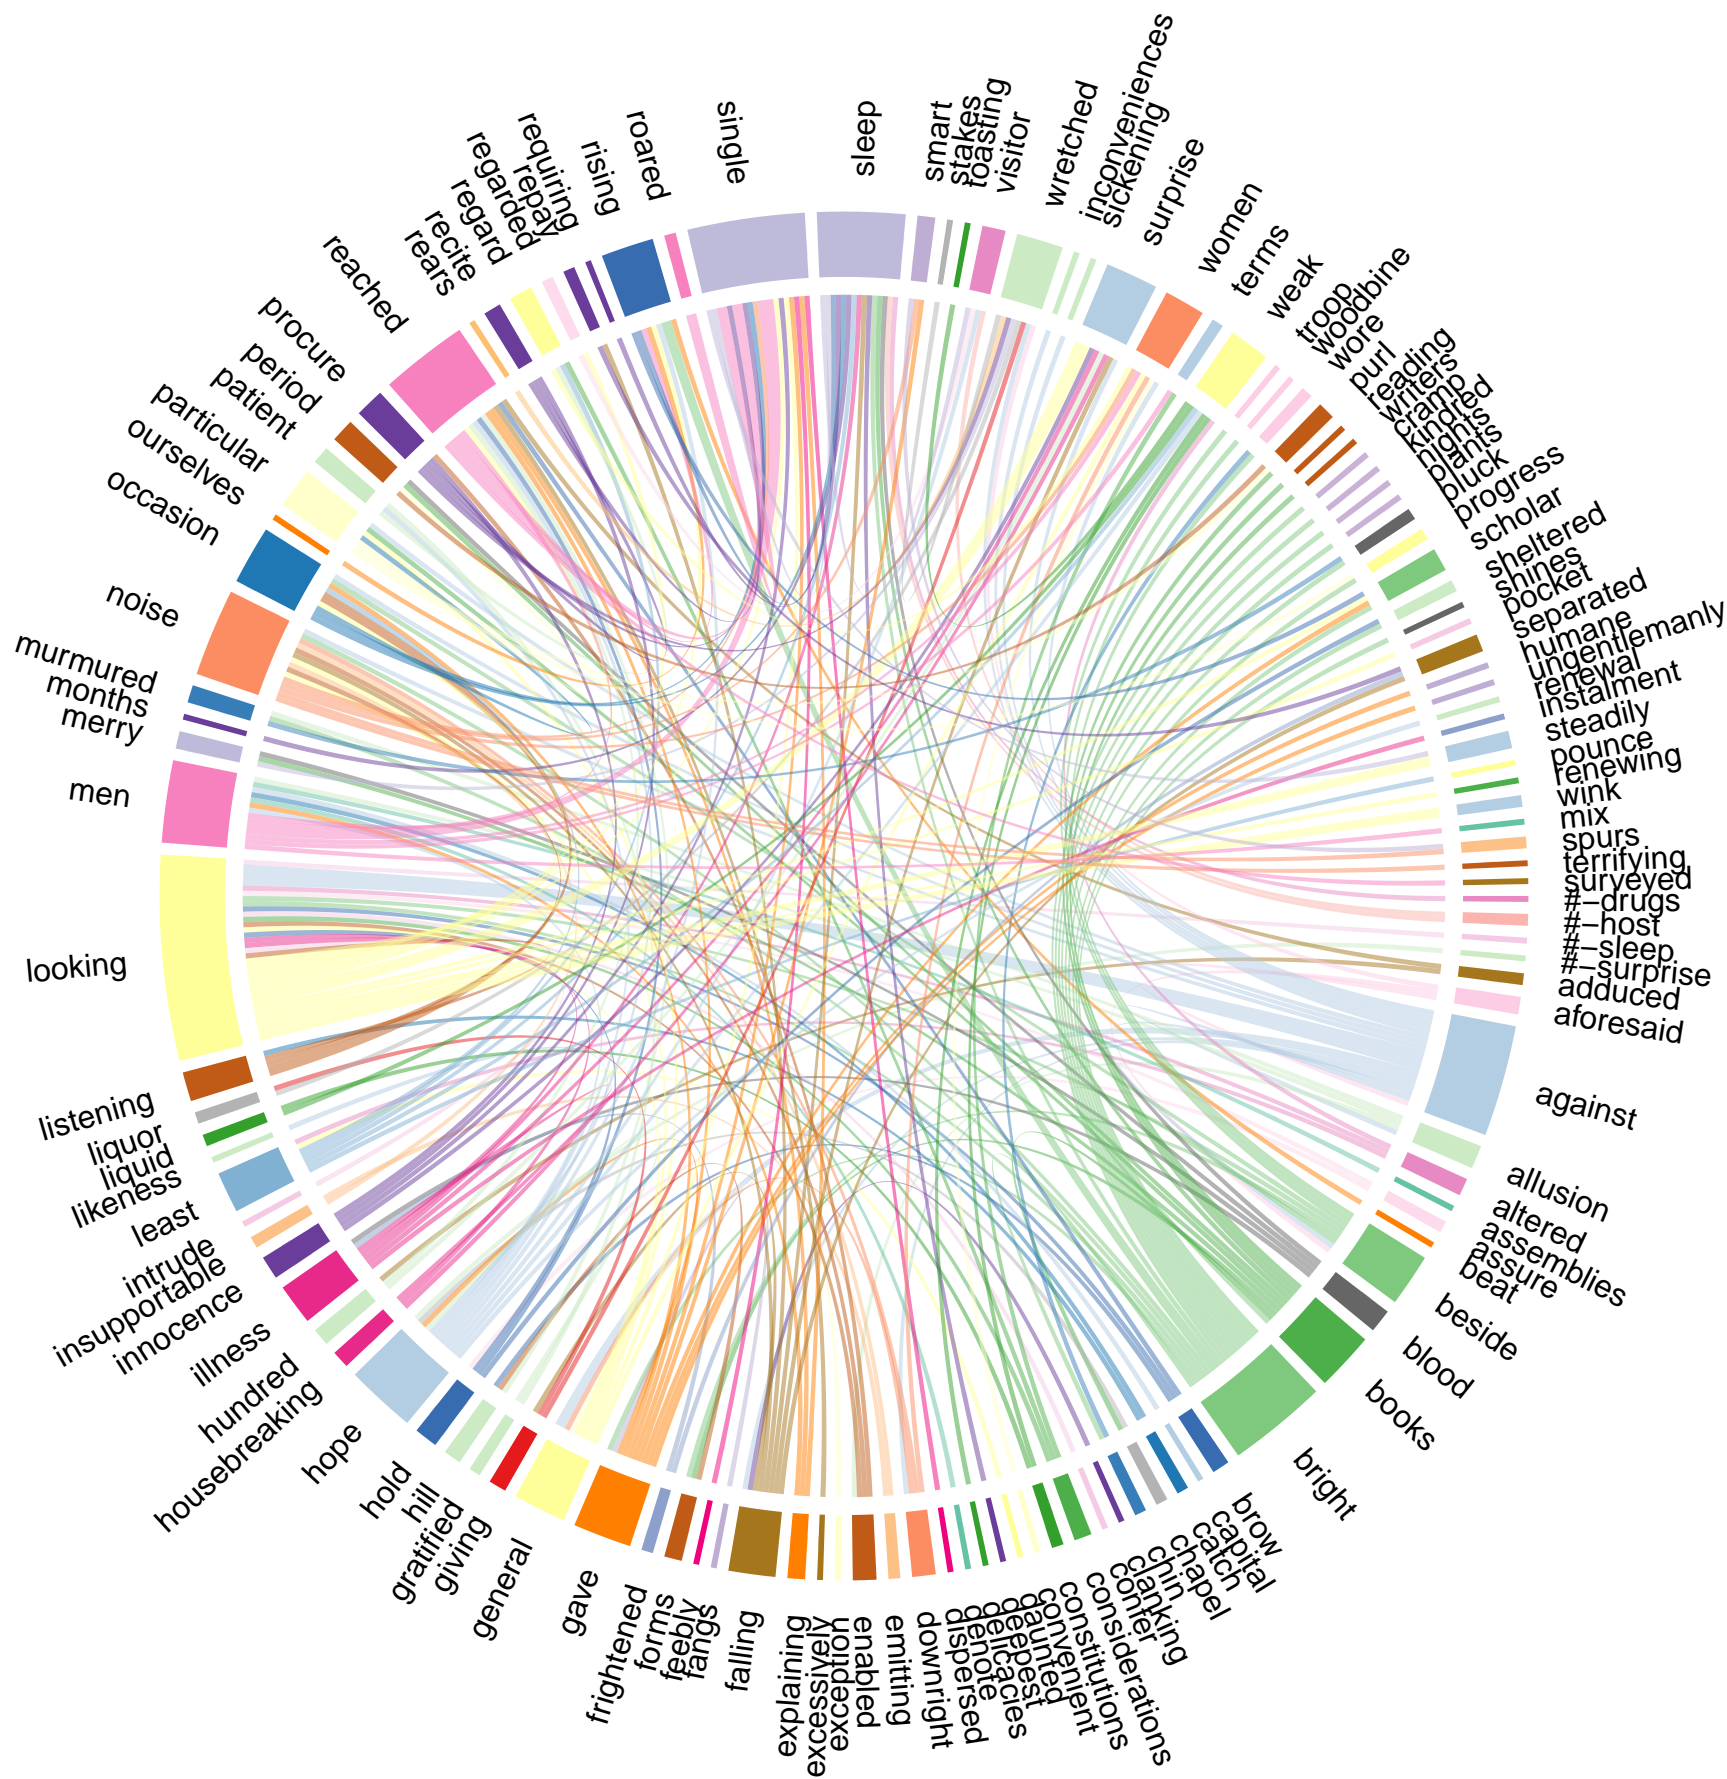 single
sleep
smart
stakes
toasting
visitor
wretched
inconveniences
sickening
surprise
women
terms
weak
troop
woodbine
wore
purl
reading
writers
cramp
kindred
nights
plants
pluck
progress
scholar
sheltered
shines
pocket
separated
humane
ungentlemanly
renewal
instalment
steadily
pounce
renewing
wink
mix
spurs
terrifying
surveyed
#–drugs
#–host
#–sleep
#–surprise
adduced
aforesaid
against
allusion
altered
assemblies
assure
beat
beside
blood
books
bright
brow
capital
catch
chapel
chin
clanking
confer
considerations
constitutions
convenient
daunted
deepest
delicacies
denote
dispersed
downright
emitting
enabled
exception
excessively
explaining
falling
fangs
feebly
forms
frightened
gave
general
giving
gratified
hill
hold
hope
housebreaking
hundred
illness
innocence
insupportable
intrude
least
likeness
liquid
liquor
listening
looking
men
merry
months
murmured
noise
occasion
ourselves
particular
patient
period
procure
reached
rears
recite
regard
regarded
repay
requiring
rising
roared